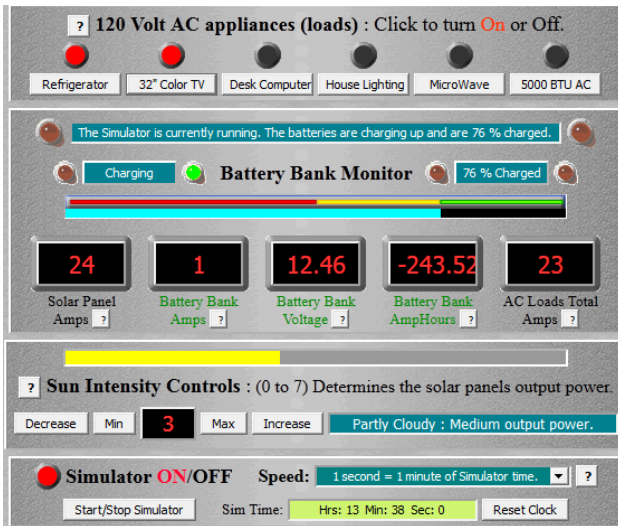 ? 120 Volt AC appliances (loads) : Click to turn On or Off.
Refrigerator 32" Color TV Desk Computer House Lighting MicroWave 5000 BTU AC
The Simulator is currently running. The batteries are charging up and are 76 % charged.
Charging Battery Bank Monitor 76 % Charged
24 1 12.46 -243.52 23
Solar Panel Battery Bank Battery Bank Battery Bank AC Loads Total
Amps ? Amps ? Voltage ? AmpHours ? Amps ?
? Sun Intensity Controls : (0 to 7) Determines the solar panels output power.
Decrease Min 3 Max Increase Partly Cloudy : Medium output power.
Simulator ON/OFF Speed: 1 second = 1 minute of Simulator time. ?
Start/Stop Simulator Sim Time: Hrs: 13 Min: 38 Sec: 0 Reset Clock